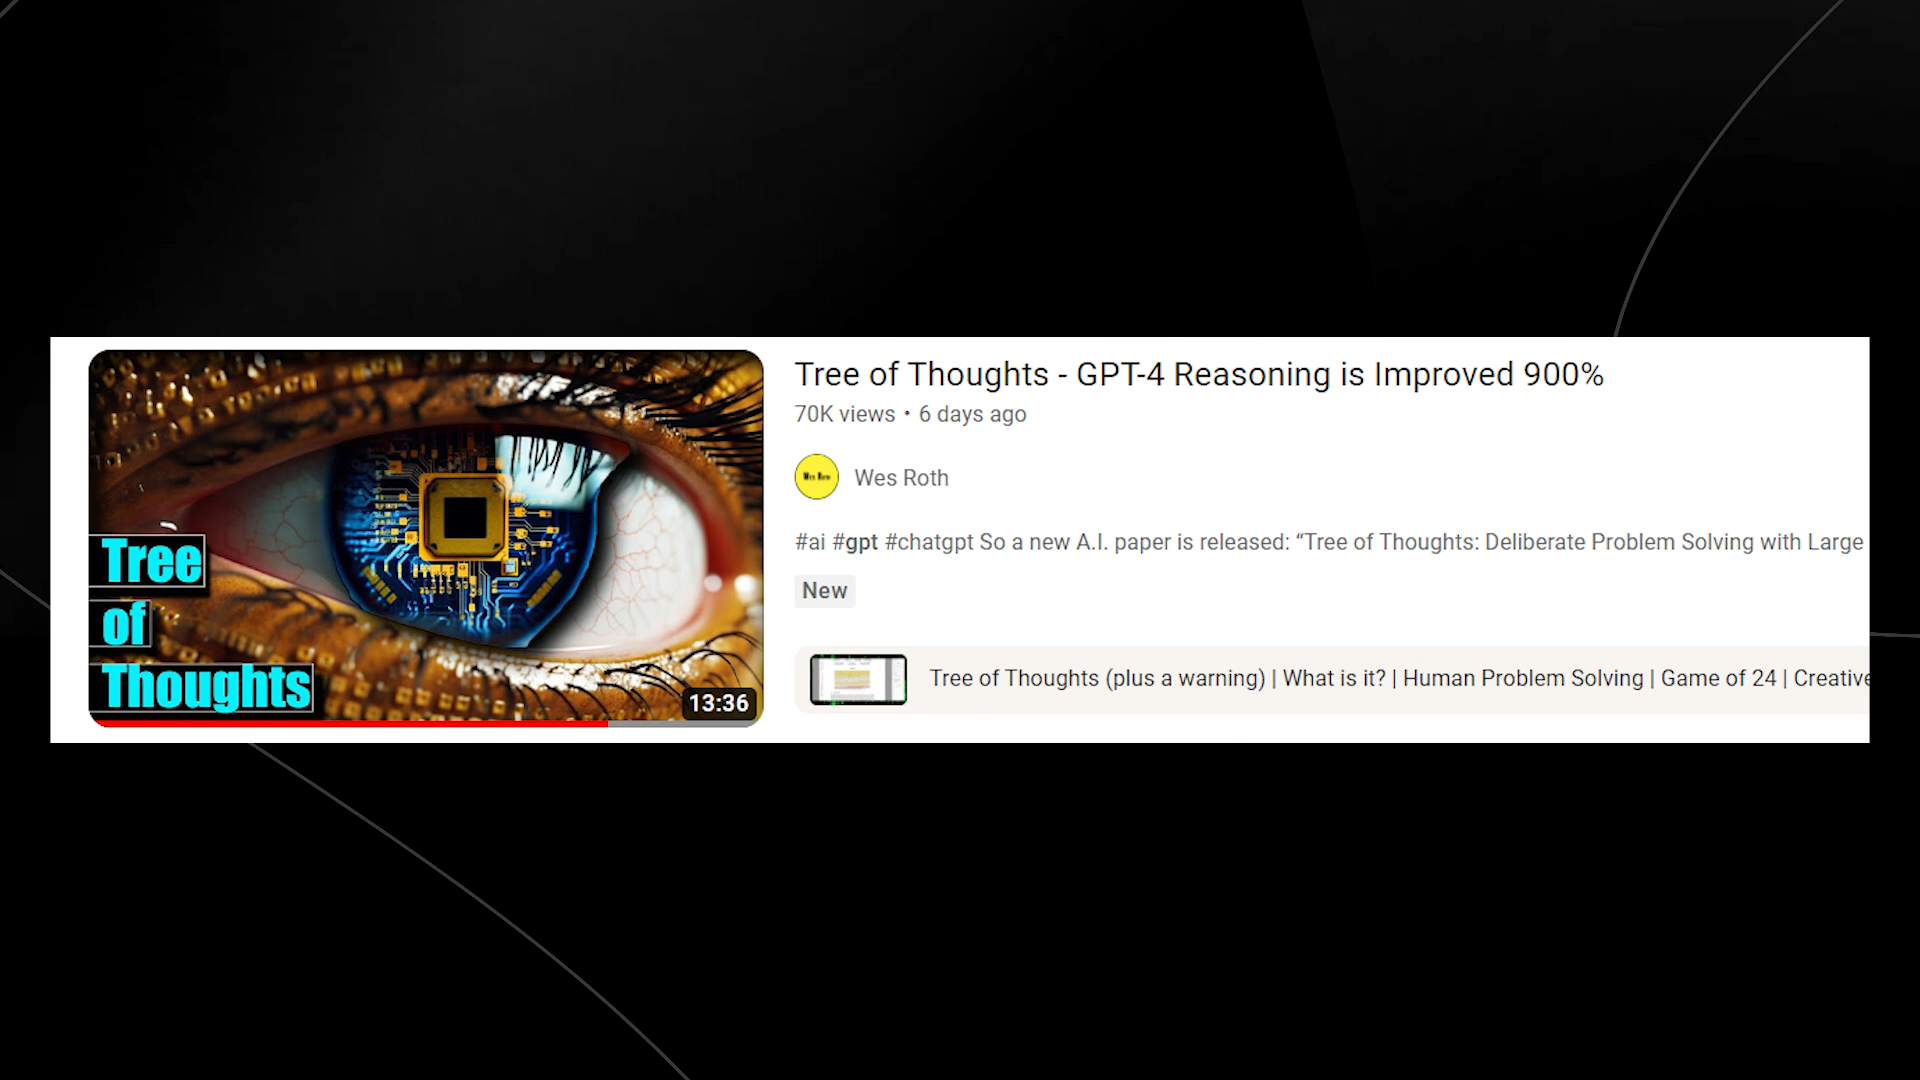 Tree
of
Thoughts
13:36
Tree of Thoughts - GPT-4 Reasoning is Improved 900%
70K views • 6 days ago
Wes Roth
Wes Roth
#ai #gpt #chatgpt So a new A.I. paper is released: “Tree of Thoughts: Deliberate Problem Solving with Large
New
Tree of Thoughts (plus a warning) | What is it? | Human Problem Solving | Game of 24 | Creative